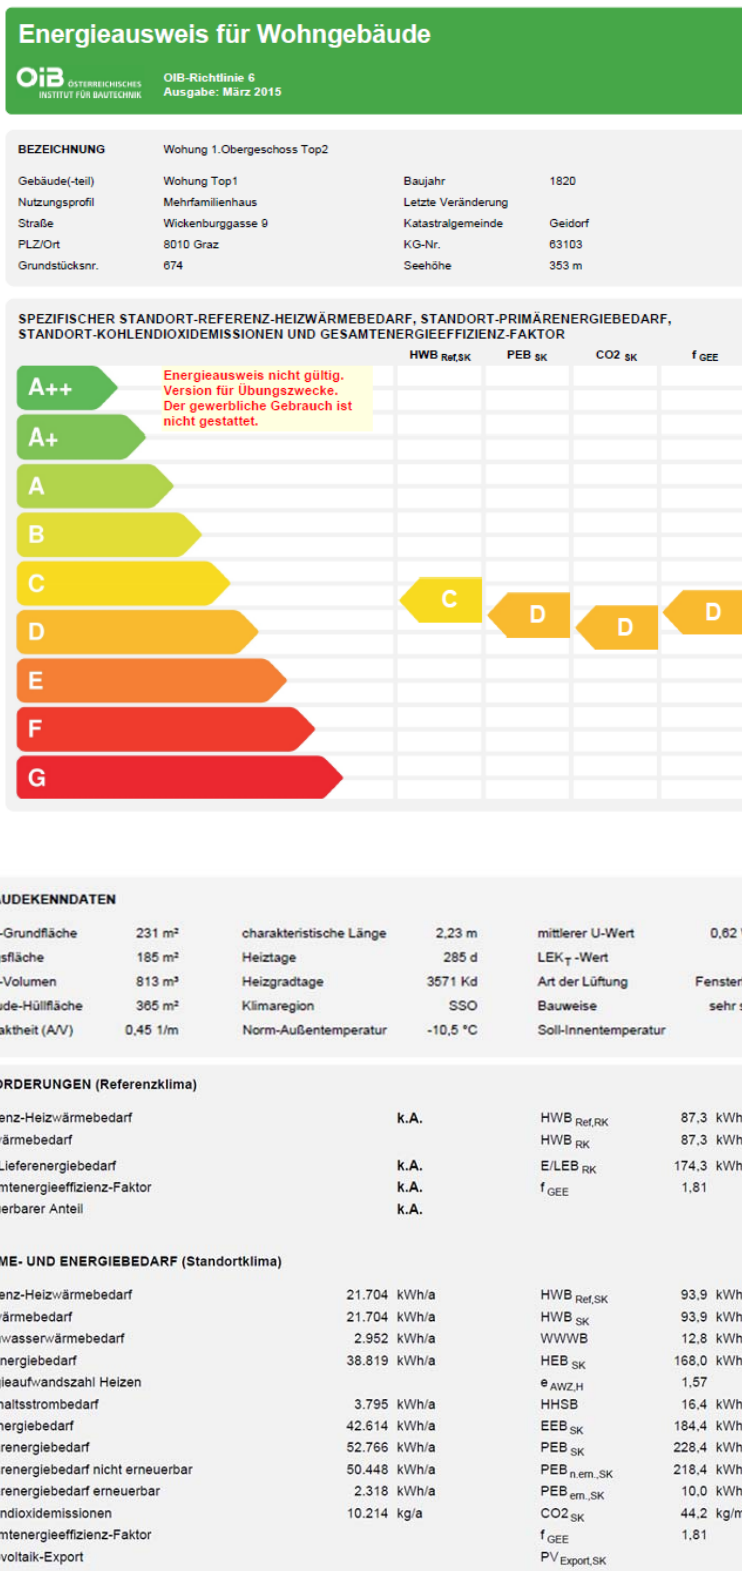 Energieausweis für Wohngebäude
OiB ÖSTERREICHISCHES
INSTITUT FÜR BAUTECHNIK
OIB-Richtlinie 6
Ausgabe: März 2015
BEZEICHNUNG Wohung 1.Obergeschoss Top2
Gebäude(-teil) Wohung Top1 Baujahr 1820
Nutzungsprofil Mehrfamilienhaus Letzte Veränderung
Straße Wickenburggasse 9 Katastralgemeinde Geidorf
PLZ/Ort 8010 Graz KG-Nr. 63103
Grundstücksnr. 674 Seehöhe 353 m
SPEZIFISCHER STANDORT-REFERENZ-HEIZWÄRMEBEDARF, STANDORT-PRIMÄRENERGIEBEDARF,
STANDORT-KOHLENDIOXIDEMISSIONEN UND GESAMTENERGIEEFFIZIENZ-FAKTOR
HWB Ref,SK PEB SK CO2 SK f GEE
Energieausweis nicht gültig.
Version für Übungszwecke.
Der gewerbliche Gebrauch ist
nicht gestattet.
A++
A+
A
B
C C
D D D D
E
F
G
UDEKENNDATEN
-Grundfläche 231 m² charakteristische Länge 2,23 m mittlerer U-Wert 0,62
sfläche 185 m² Heiztage 285 d LEKT -Wert
-Volumen 813 m³ Heizgradtage 3571 Kd Art der Lüftung Fenster
ude-Hüllfläche 365 m² Klimaregion SSO Bauweise sehr s
aktheit (A/V) 0,45 1/m Norm-Außentemperatur -10,5 °C Soll-Innentemperatur
ORDERUNGEN (Referenzklima)
enz-Heizwärmebedarf k.A. HWB Ref,RK 87,3 kWh
värmebedarf HWB RK 87,3 kWh
Lieferenergiebedarf k.A. E/LEB RK 174,3 kWh
mtenergieeffizienz-Faktor k.A. f GEE 1,81
erbarer Anteil k.A.
ME- UND ENERGIEBEDARF (Standortklima)
enz-Heizwärmebedarf 21.704 kWh/a HWB Ref,SK 93,9 kWh
värmebedarf 21.704 kWh/a HWB SK 93,9 kWh
wasserwärmebedarf 2.952 kWh/a WWWB 12,8 kWh
nergiebedarf 38.819 kWh/a HEB SK 168,0 kWh
gieaufwandszahl Heizen e AWZ,H 1,57
haltsstrombedarf 3.795 kWh/a HHSB 16,4 kWh
nergiebedarf 42.614 kWh/a EEB SK 184,4 kWh
renergiebedarf 52.766 kWh/a PEB SK 228,4 kWh
renergiebedarf nicht erneuerbar 50.448 kWh/a PEB n.ern.,SK 218,4 kWh
renergiebedarf erneuerbar 2.318 kWh/a PEB ern.,SK 10,0 kWh
ndioxidemissionen 10.214 kg/a CO2 SK 44,2 kg/m
mtenergieeffizienz-Faktor f GEE 1,81
voltaik-Export PV Export,SK